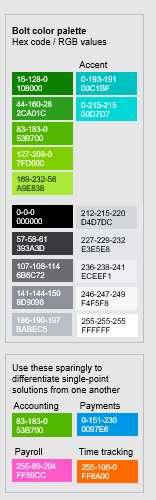 Bolt color palette
Hex code / RGB values
Accent
16-128-0
108000
0-193-191
00C1BF
44-160-28
2CA01C
0-215-215
00D7D7
83-183-0
53B700
127-208-0
7FD000
169-232-56
A9E838
0-0-0
000000
212-215-220
D4D7DC
57-58-61
393A3D
227-229-232
E3E5E8
107-108-114
6B6C72
236-238-241
ECEEF1
141-144-150
8D9096
246-247-249
F4F5F8
186-190-197
BABEC5
255-255-255
FFFFFF
Use these sparingly to
differentiate single-point
solutions from one another
Accounting
Payments
83-183-0
53B700
0-151-230
0097E6
Payroll
Time tracking
255-89-204
FF59CC
255-106-0
FF6A00